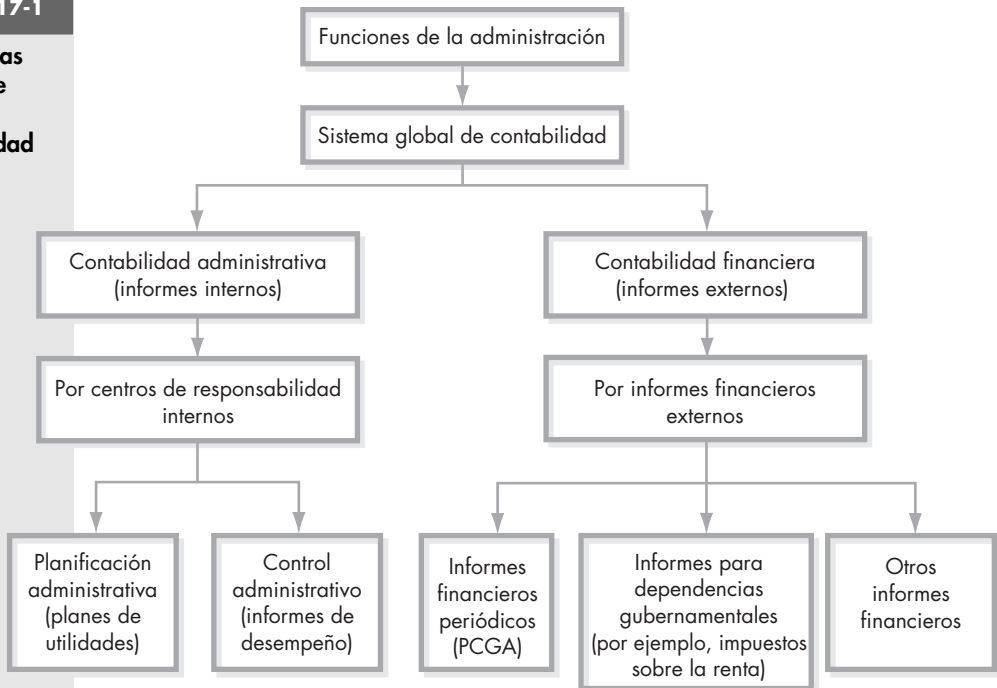 17-1
as
e
dad
Funciones de la administración
Sistema global de contabilidad
Contabilidad administrativa
(informes internos)
Contabilidad financiera
(informes externos)
Por centros de responsabilidad
internos
Por informes financieros
externos
Planificación
administrativa
(planes de
utilidades)
Control
administrativo
(informes de
desempeño)
Informes
financieros
periódicos
(PCGA)
Informes para
dependencias
gubernamentales
(por ejemplo, impuestos
sobre la renta)
Otros
informes
financieros